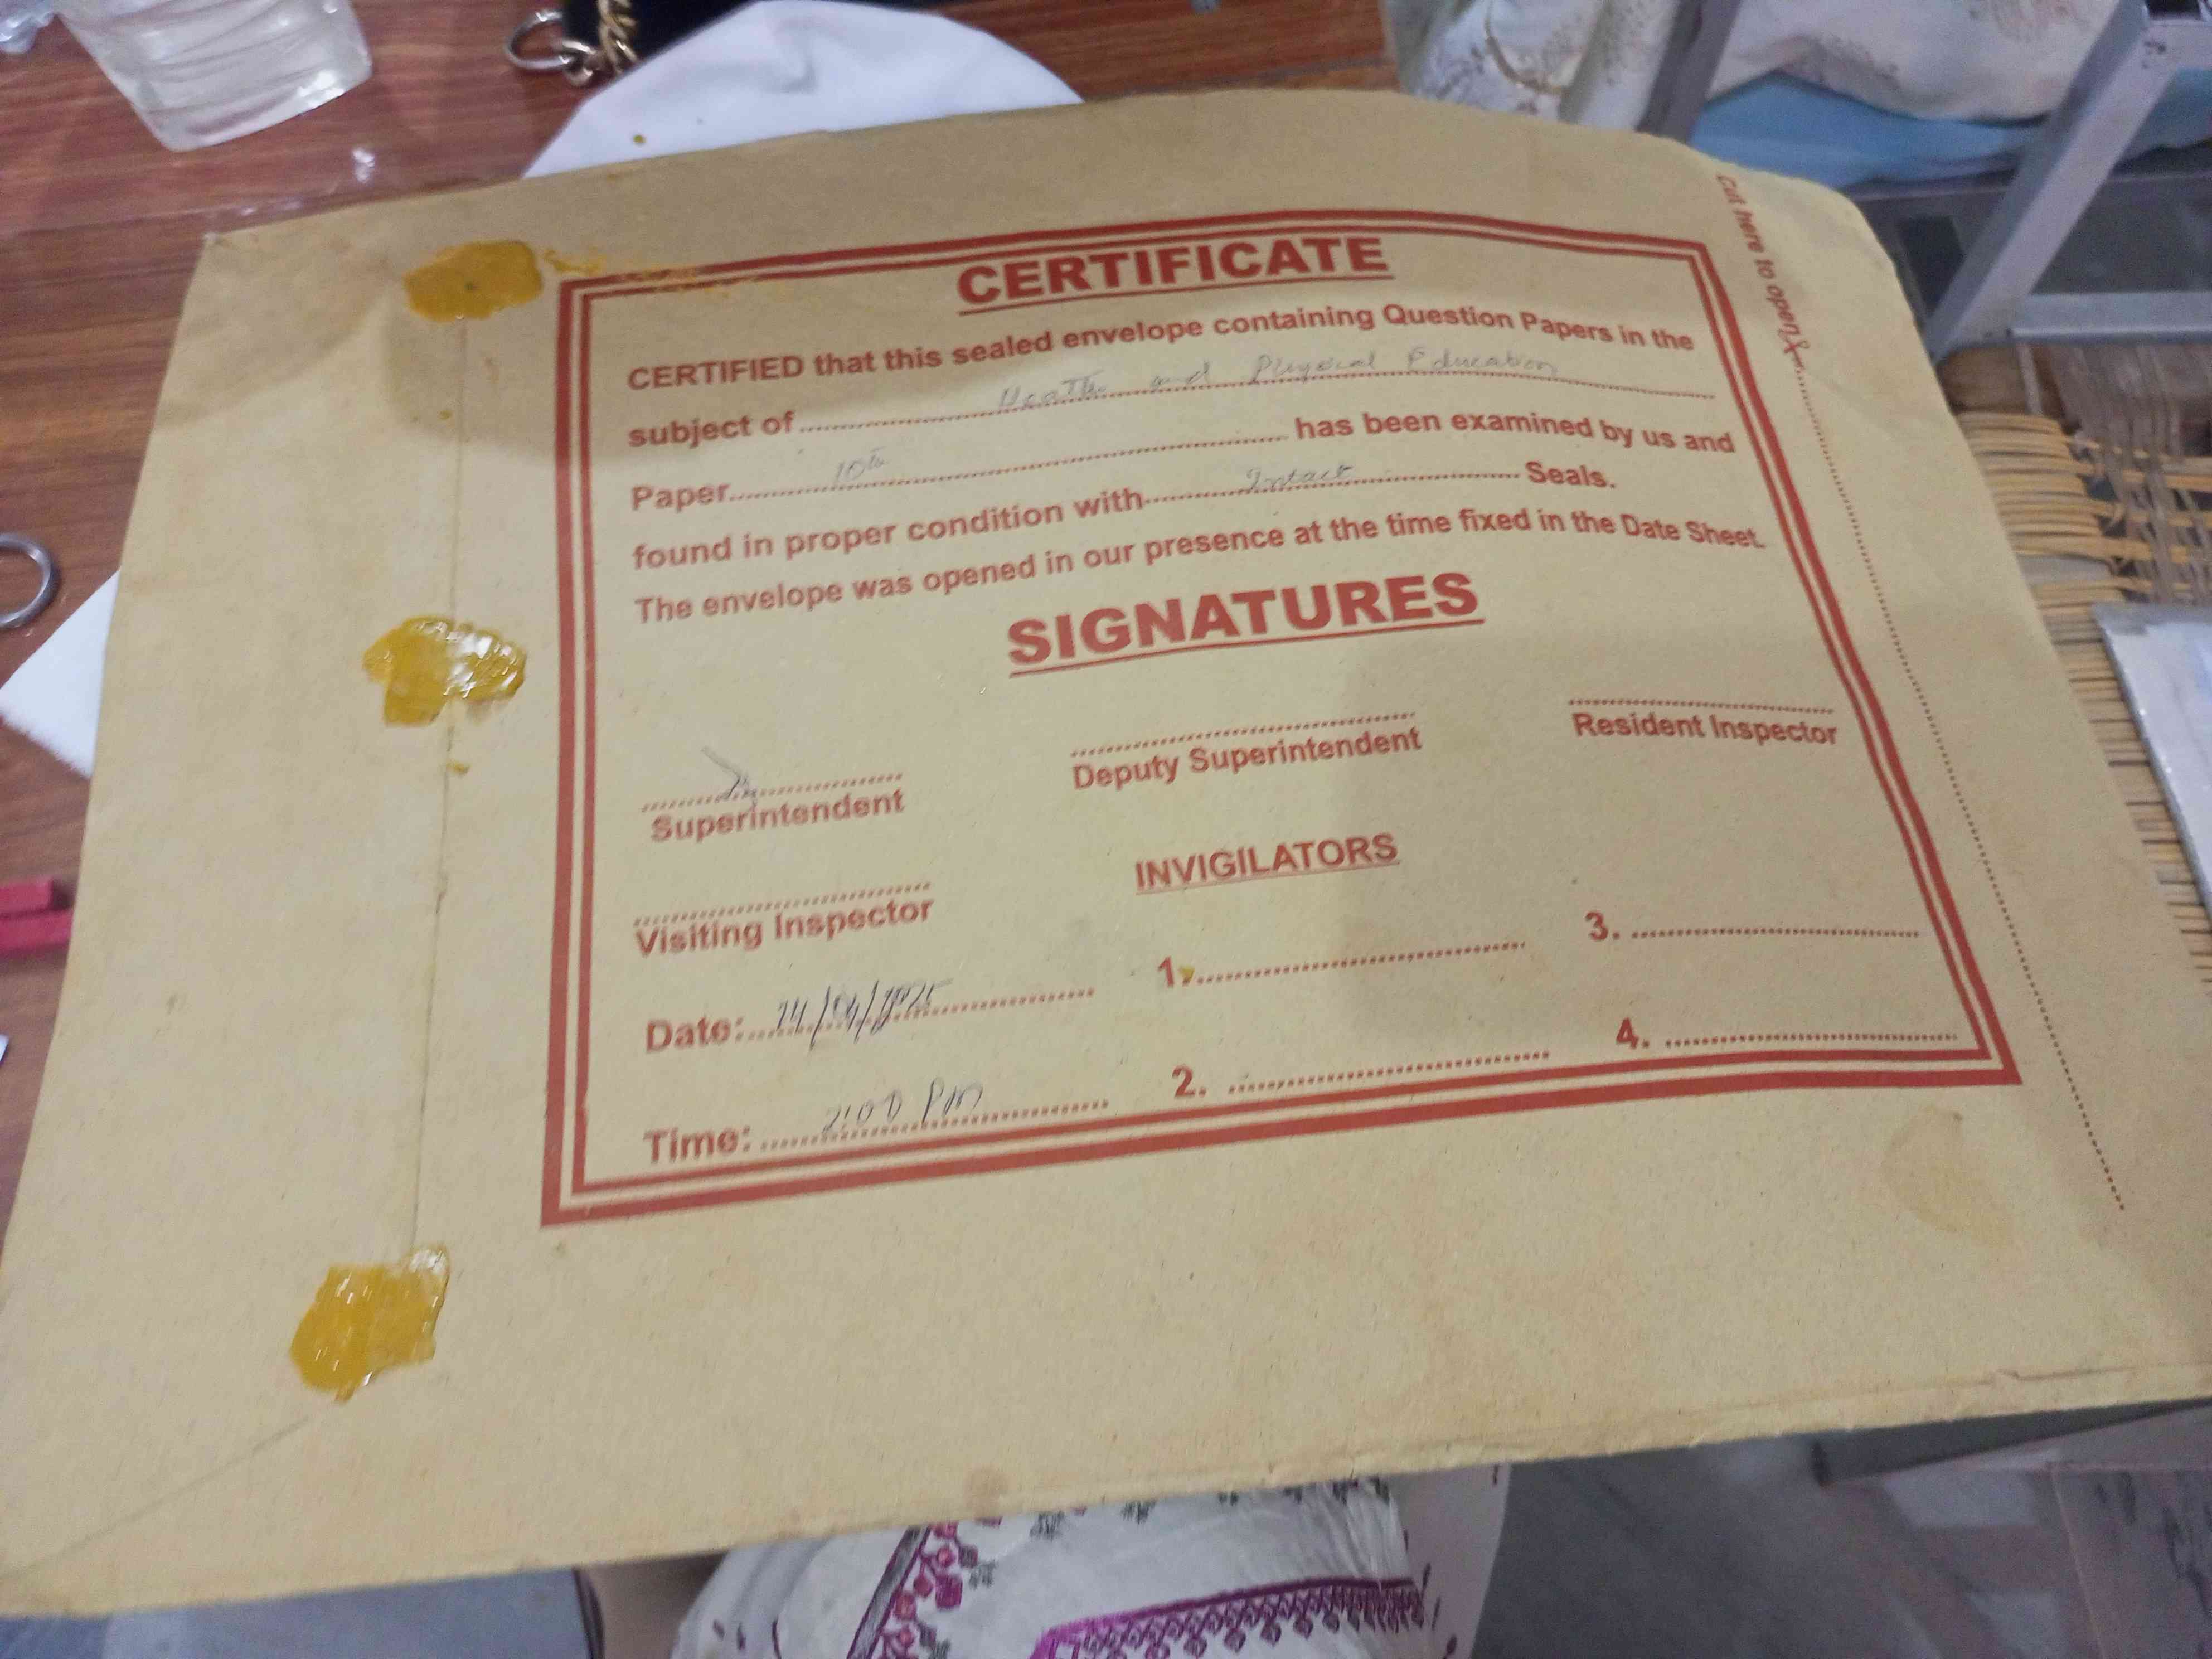 CERTIFICATE
CERTIFIED that this sealed envelope containing Question Papers in the
subject of Health and Physical Education
Paper 10th has been examined by us and
found in proper condition with Intact Seals.
The envelope was opened in our presence at the time fixed in the Date Sheet.
SIGNATURES
Superintendent
Deputy Superintendent
Resident Inspector
Visiting Inspector
INVIGILATORS
Date: 24/04/2025
1.
3.
Time: 2:00 PM
2.
4.
Cut here to open